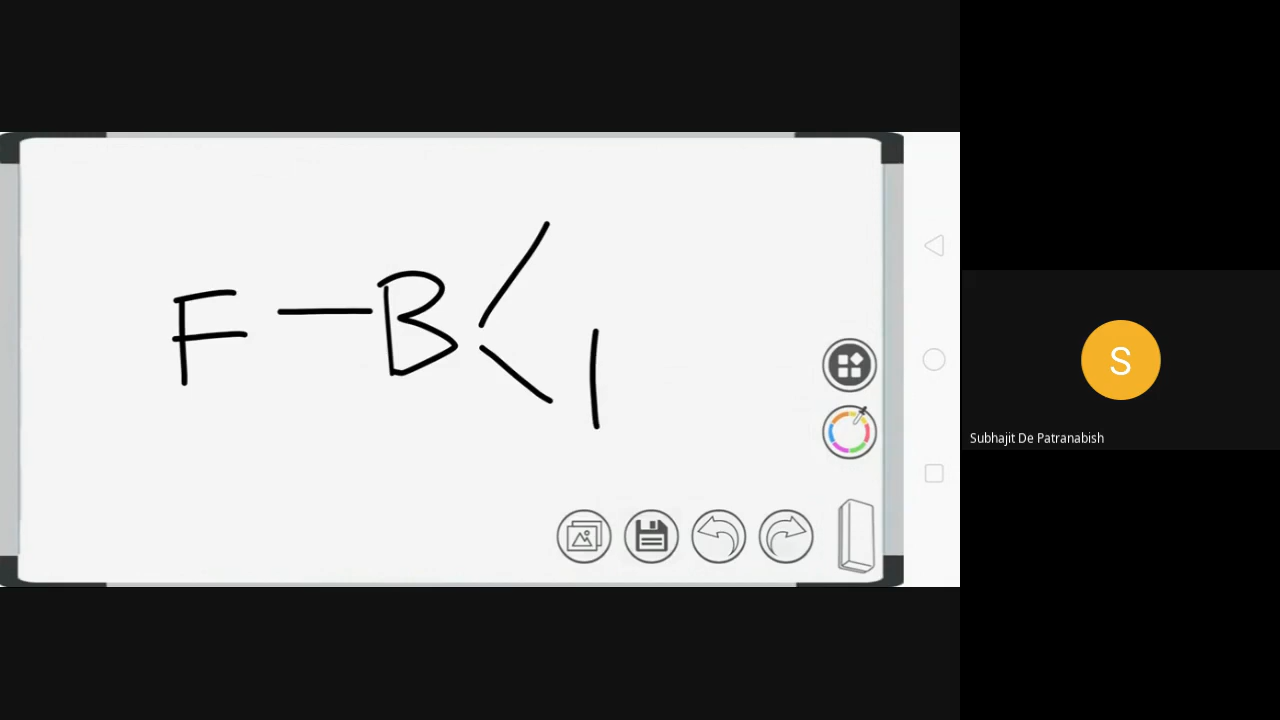 F — B
S
Subhajit De Patranabish